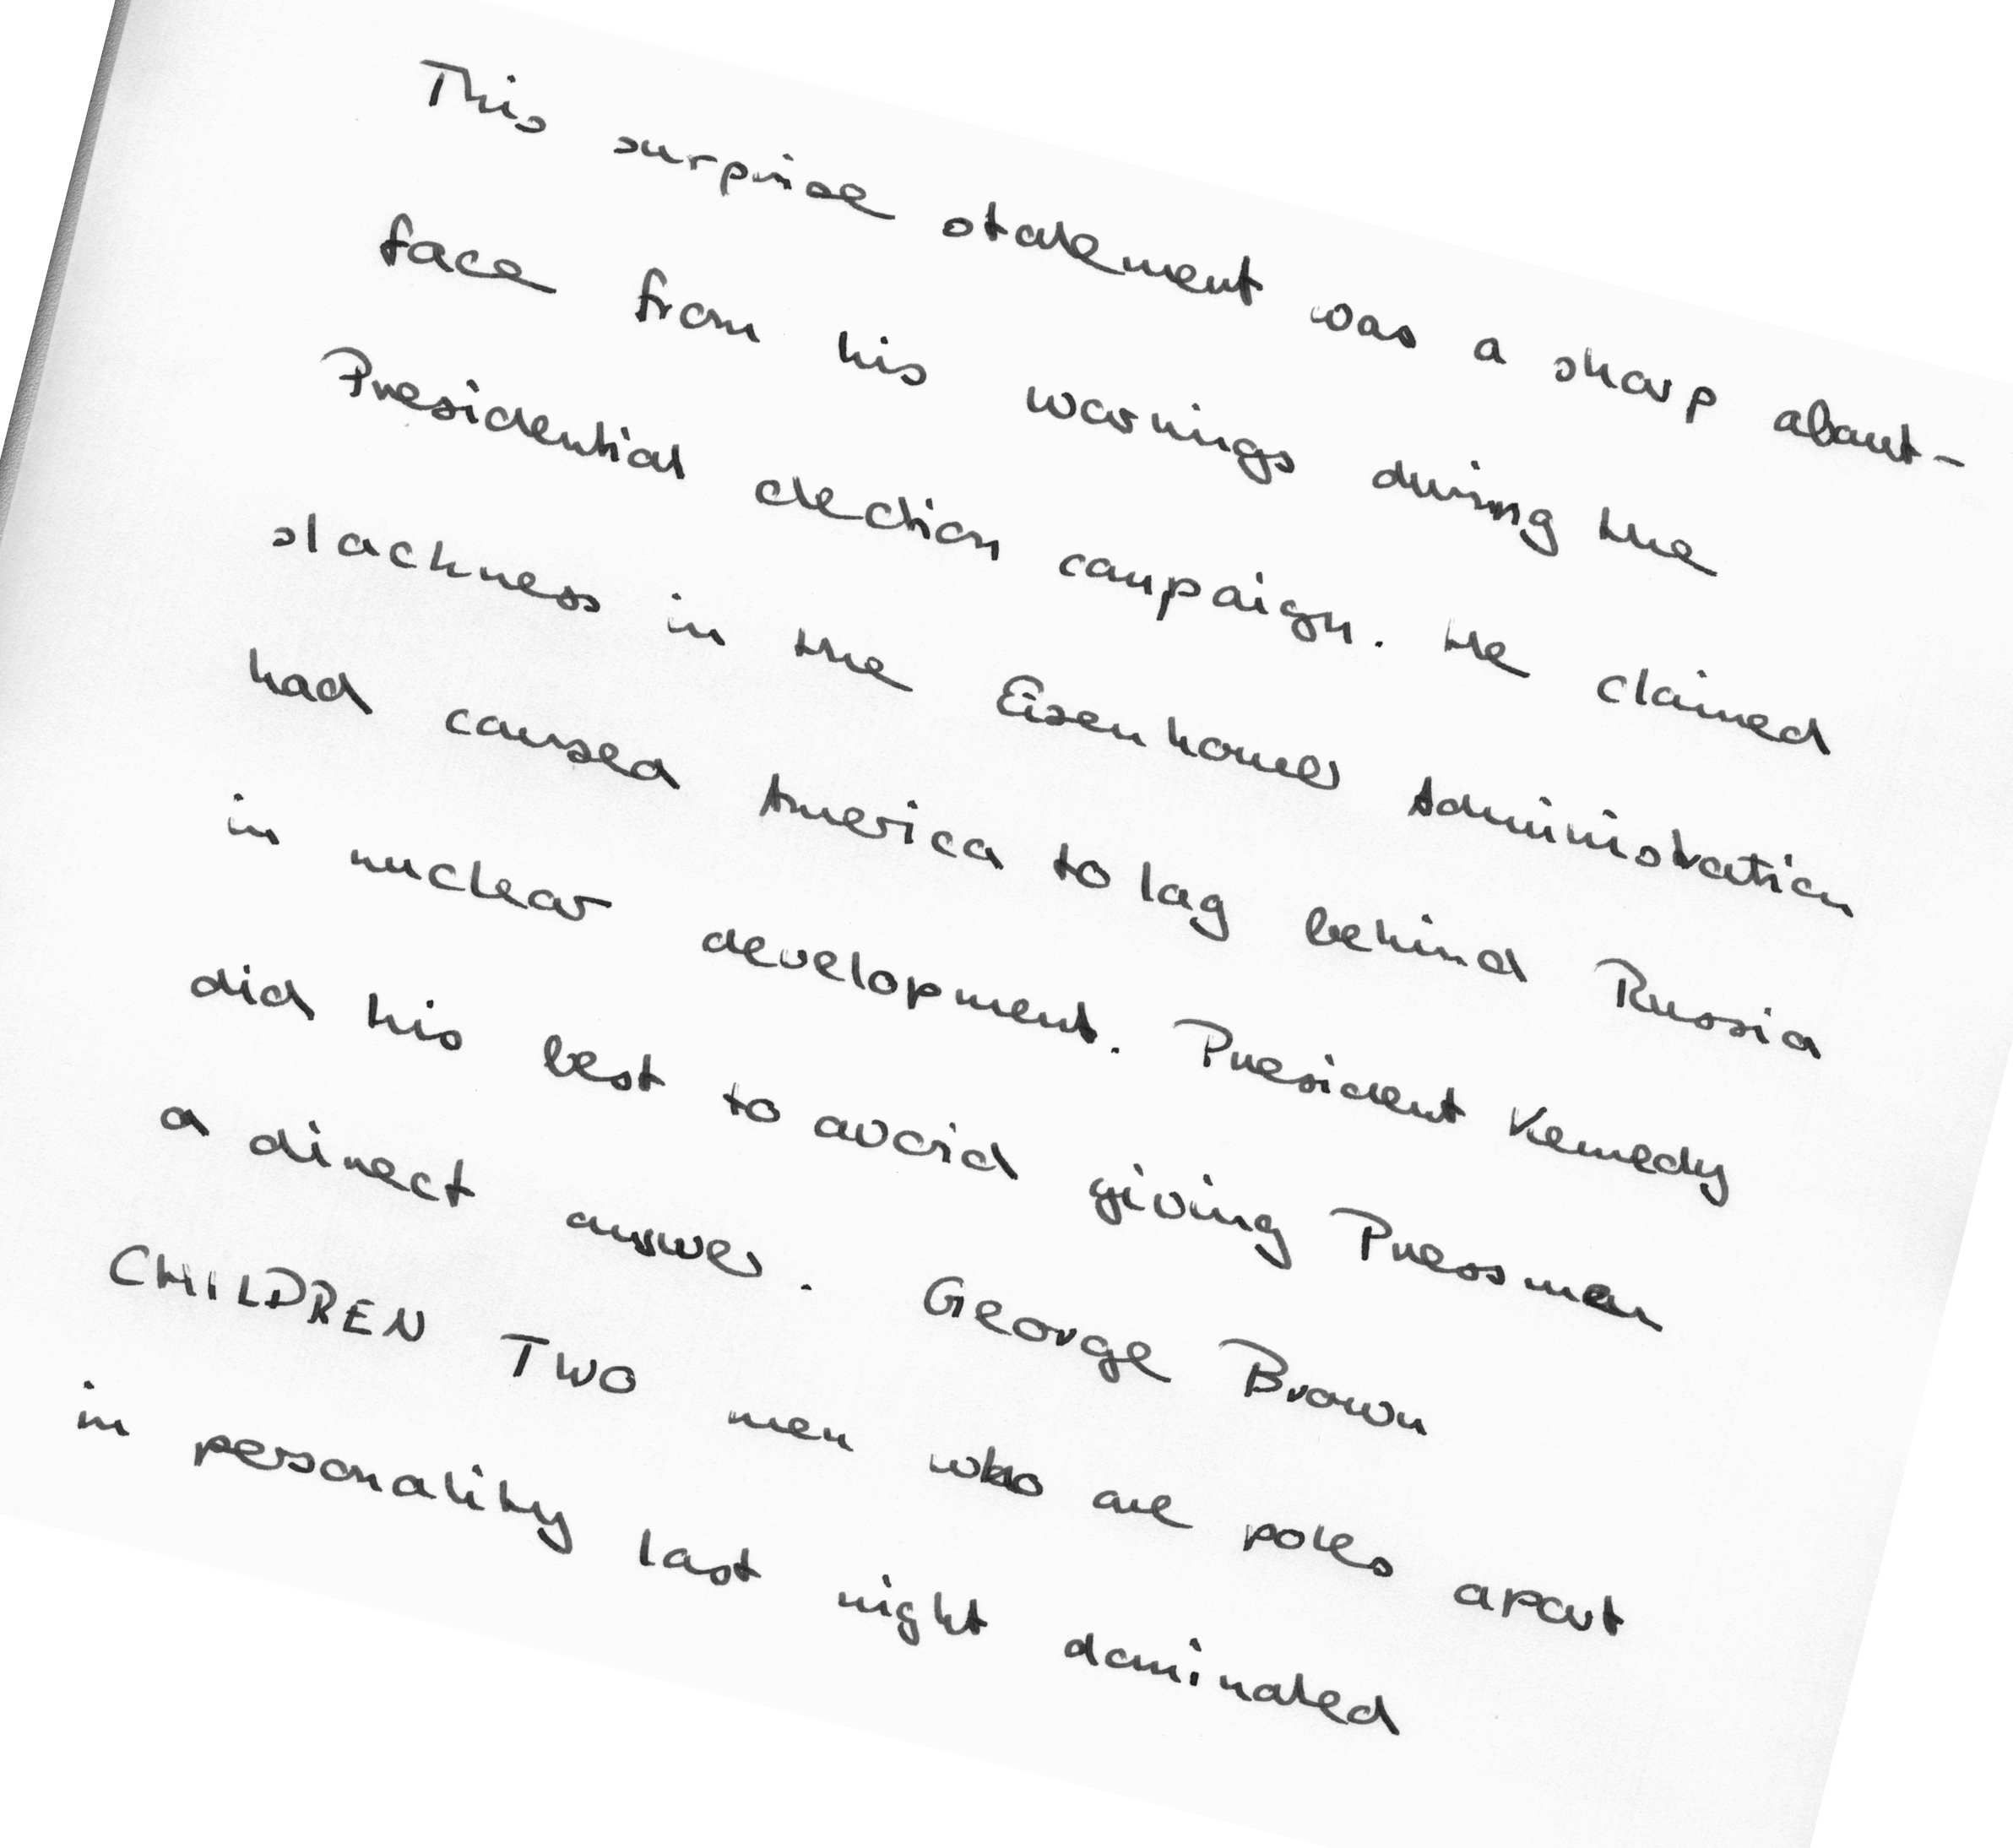 This surprise statement was a sharp about-
face from his warnings during the
Presidential election campaign. He claimed
slackness in the Eisenhower Administration
had caused America to lag behind Russia
in nuclear development. President Kennedy
did his best to avoid giving Pressmen
a direct answer. George Brown
CHILDREN TWO men who are poles apart
in personality last night dominated